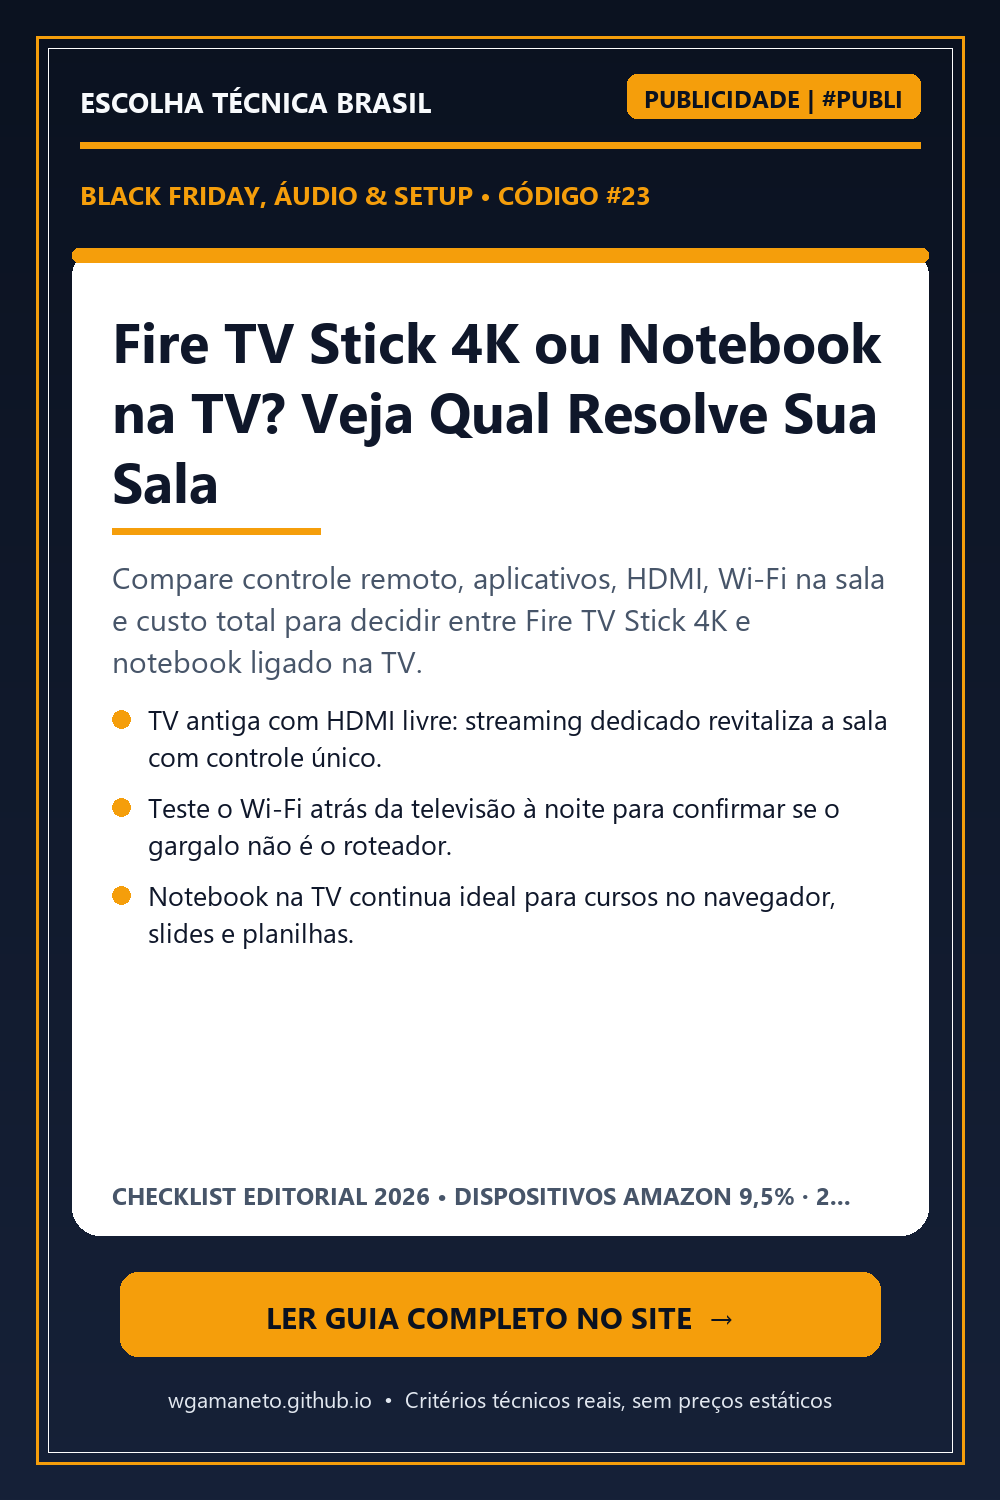 ESCOLHA TÉCNICA BRASIL
PUBLICIDADE | #PUBLI
BLACK FRIDAY, ÁUDIO & SETUP • CÓDIGO #23
Fire TV Stick 4K ou Notebook
na TV? Veja Qual Resolve Sua
Sala
Compare controle remoto, aplicativos, HDMI, Wi-Fi na sala
e custo total para decidir entre Fire TV Stick 4K e
notebook ligado na TV.
TV antiga com HDMI livre: streaming dedicado revitaliza a sala
com controle único.
Teste o Wi-Fi atrás da televisão à noite para confirmar se o
gargalo não é o roteador.
Notebook na TV continua ideal para cursos no navegador,
slides e planilhas.
CHECKLIST EDITORIAL 2026 • DISPOSITIVOS AMAZON 9,5% · 2...
LER GUIA COMPLETO NO SITE →
wgamaneto.github.io • Critérios técnicos reais, sem preços estáticos